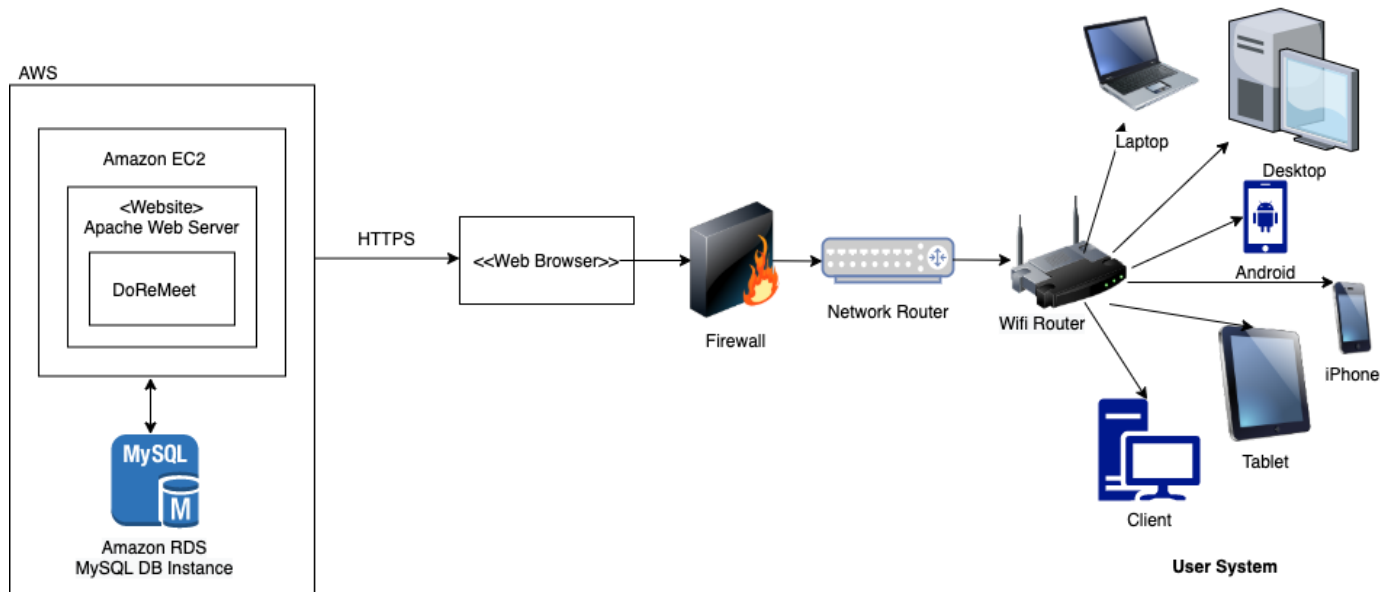 AWS
Amazon EC2
<Website>
Apache Web Server
DoReMeet
MySQL
M
Amazon RDS
MySQL DB Instance
HTTPS
<<Web Browser>>
Firewall
Network Router
Wifi Router
Laptop
Desktop
Android
iPhone
Tablet
Client
User System